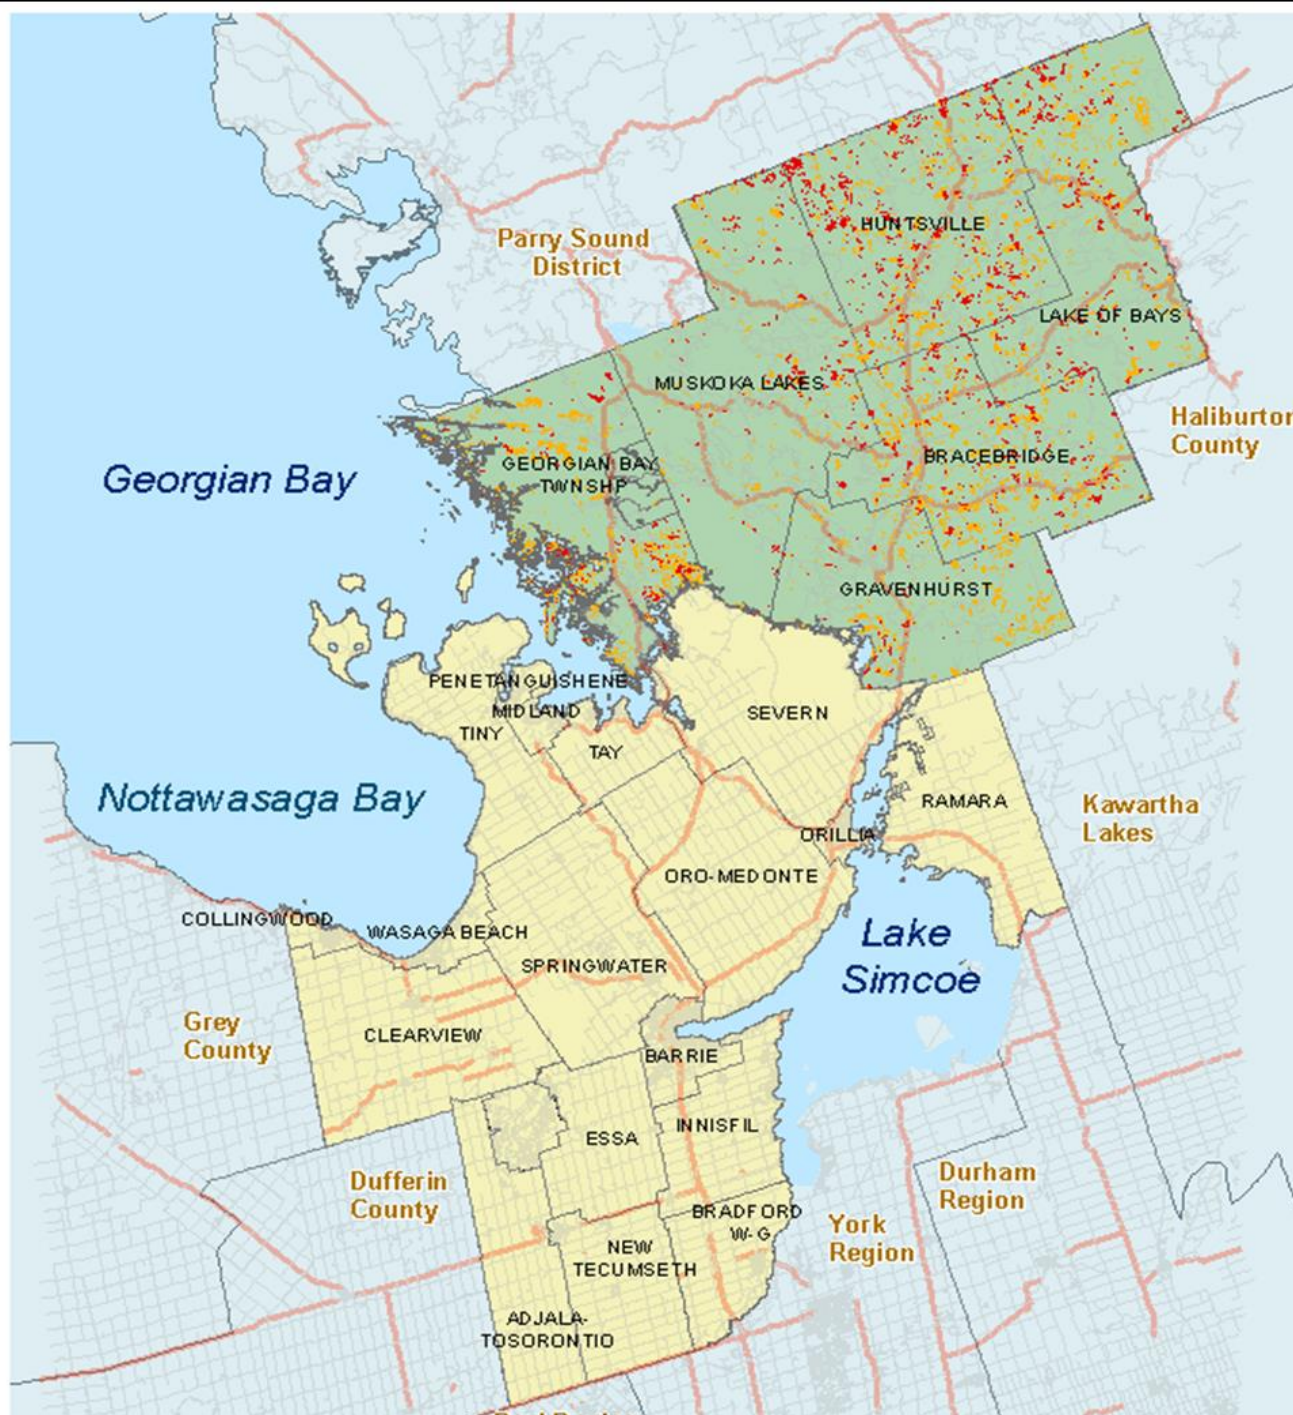 HUNTSVILLE
Parry Sound
District
LAKE OF BAYS
MUSKOKA LAKES
Haliburton
County
BRACEBRIDGE
GEORGIAN BAY
TWNSHP
Georgian Bay
GRAVENHURST
PENETANGUISHENE
MIDLAND
SEVERN
TINY
TAY
Nottawasaga Bay
RAMARA
Kawartha
Lakes
ORILLIA
ORO-MEDONTE
COLLINGWOOD
WASAGA BEACH
Lake
Simcoe
SPRINGWATER
Grey
County
CLEARVIEW
BARRIE
INNISFIL
ESSA
Dufferin
County
Durham
Region
BRADFORD
W-G
York
Region
NEW
TECUMSETH
ADJALA-
TOSORONTIO